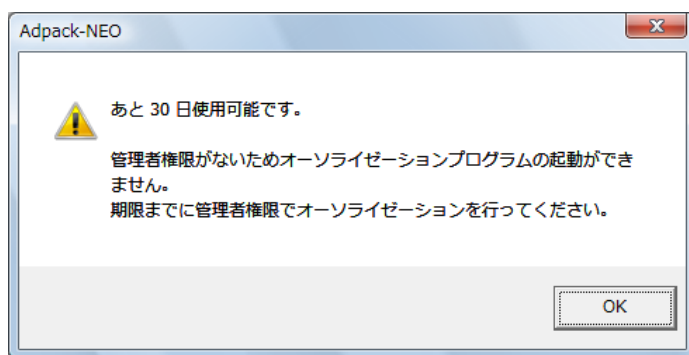 Adpack-NEO
あと 30 日使用可能です。
管理者権限がないためオーソライゼーションプログラムの起動ができ
ません。
期限までに管理者権限でオーソライゼーションを行ってください。
OK